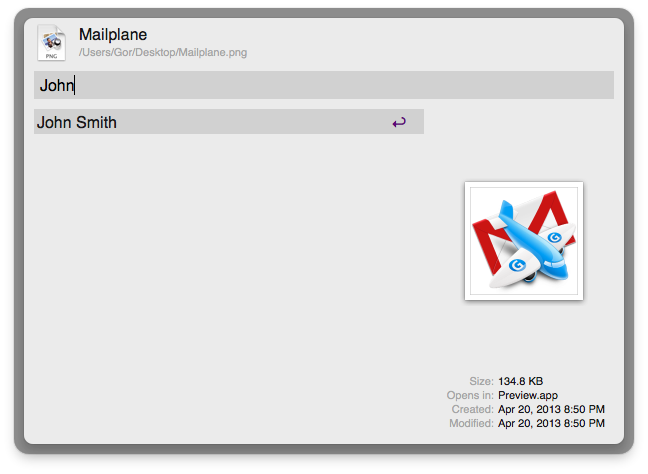 PNG
Mailplane
/Users/Gor/Desktop/Mailplane.png
John
John Smith
G
G
Size: 134.8 KB
Opens in: Preview.app
Created: Apr 20, 2013 8:50 PM
Modified: Apr 20, 2013 8:50 PM